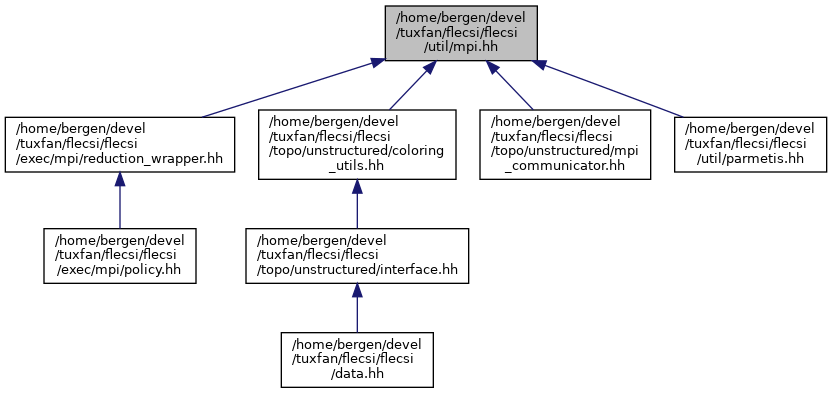 /home/bergen/devel
/tuxfan/flecsi/flecsi
/util/mpi.hh
/home/bergen/devel
/tuxfan/flecsi/flecsi
/exec/mpi/reduction_wrapper.hh
/home/bergen/devel
/tuxfan/flecsi/flecsi
/topo/unstructured/coloring
_utils.hh
/home/bergen/devel
/tuxfan/flecsi/flecsi
/topo/unstructured/mpi
_communicator.hh
/home/bergen/devel
/tuxfan/flecsi/flecsi
/util/parmetis.hh
/home/bergen/devel
/tuxfan/flecsi/flecsi
/exec/mpi/policy.hh
/home/bergen/devel
/tuxfan/flecsi/flecsi
/topo/unstructured/interface.hh
/home/bergen/devel
/tuxfan/flecsi/flecsi
/data.hh